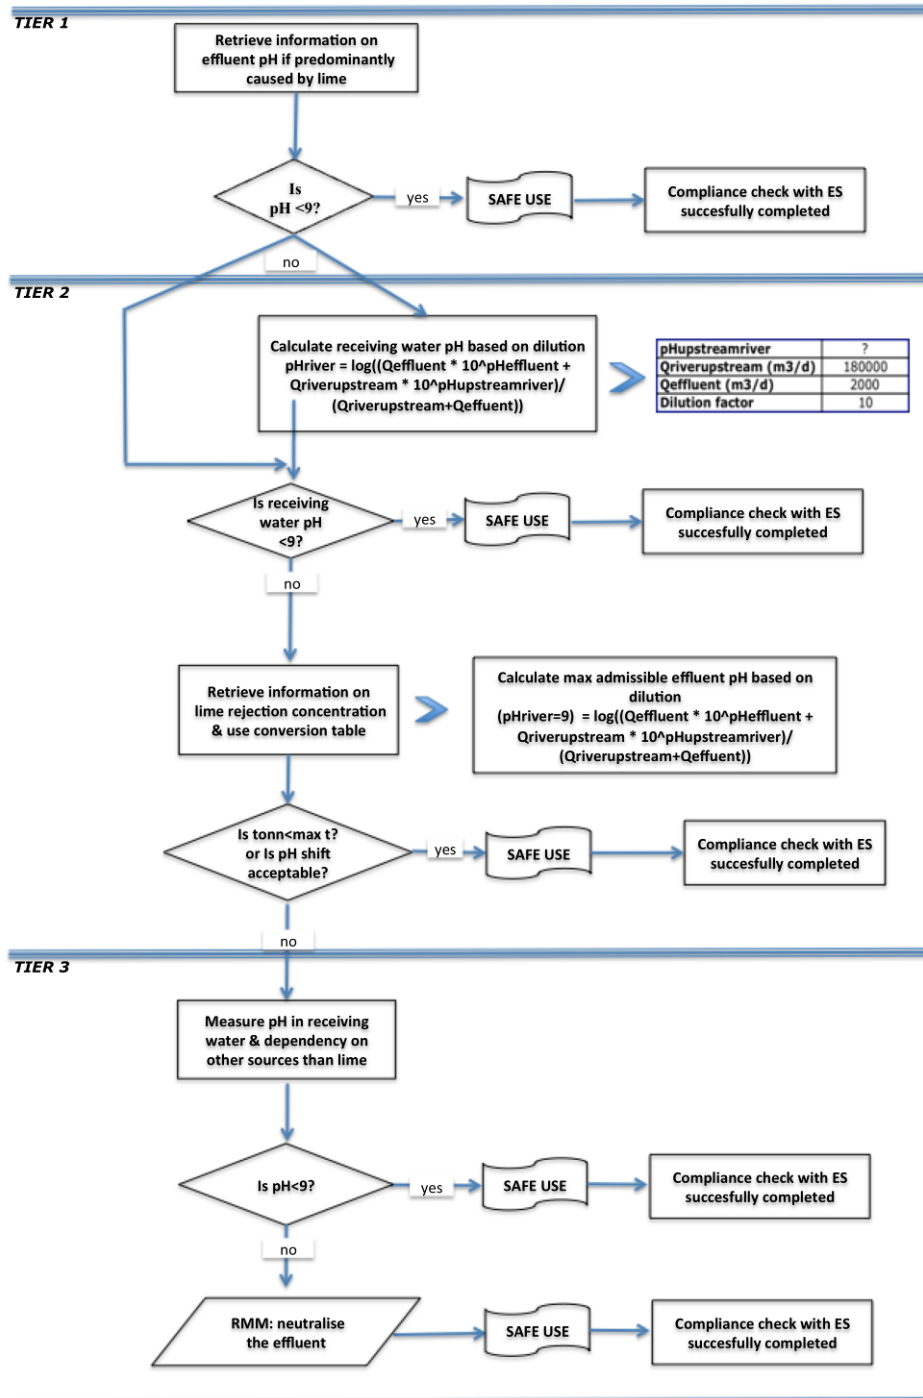 TIER 1
Retrieve information on
effluent pH if predominantly
caused by lime
Is
pH <9?
yes
SAFE USE
Compliance check with ES
succesfully completed
no
TIER 2
Calculate receiving water pH based on dilution
pHriver = log((Qeffluent * 10^pHeffluent +
Qriverupstream * 10^pHupstreamriver)/
(Qriverupstream+Qeffuent))
pHupstreamriver ?
Qriverupstream (m3/d) 180000
Qeffluent (m3/d) 2000
Dilution factor 10
Is receiving
water pH
<9?
yes
SAFE USE
Compliance check with ES
succesfully completed
no
Retrieve information on
lime rejection concentration
& use conversion table
Calculate max admissible effluent pH based on
dilution
(pHriver=9) = log((Qeffluent * 10^pHeffluent +
Qriverupstream * 10^pHupstreamriver)/
(Qriverupstream+Qeffuent))
Is tonn<max t?
or Is pH shift
acceptable?
yes
SAFE USE
Compliance check with ES
succesfully completed
no
TIER 3
Measure pH in receiving
water & dependency on
other sources than lime
Is pH<9?
yes
SAFE USE
Compliance check with ES
succesfully completed
no
RMM: neutralise
the effluent
SAFE USE
Compliance check with ES
succesfully completed